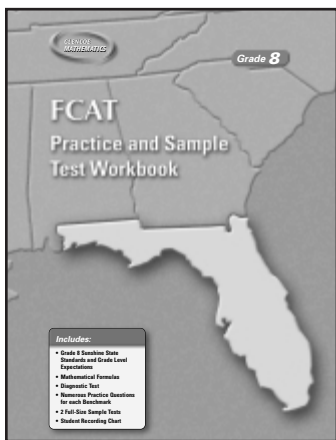 GLENCOE
MATHEMATICS
Grade 8
FCAT
Practice and Sample
Test Workbook
Includes:
• Grade 8 Sunshine State
Standards and Grade Level
Expectations
• Mathematical Formulas
• Diagnostic Test
• Numerous Practice Questions
for each Benchmark
• 2 Full-Size Sample Tests
• Student Recording Chart